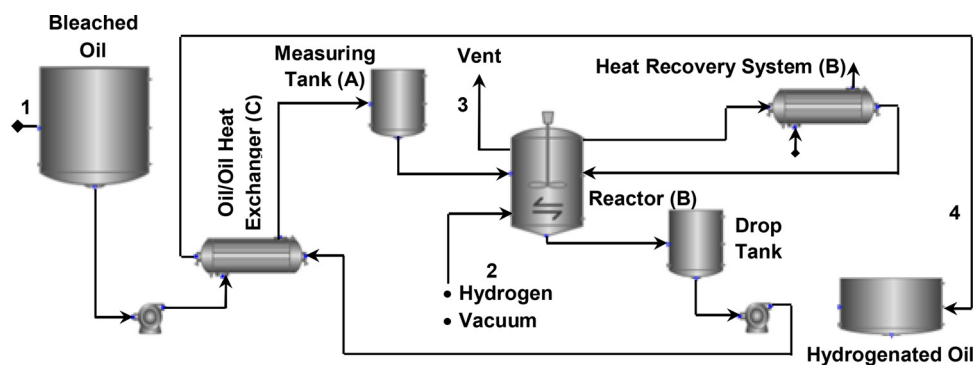 Bleached
Oil
1
Measuring
Tank (A)
Oil/Oil Heat
Exchanger (C)
Vent
3
Heat Recovery System (B)
Reactor (B)
2
• Hydrogen
• Vacuum
Drop
Tank
4
Hydrogenated Oil